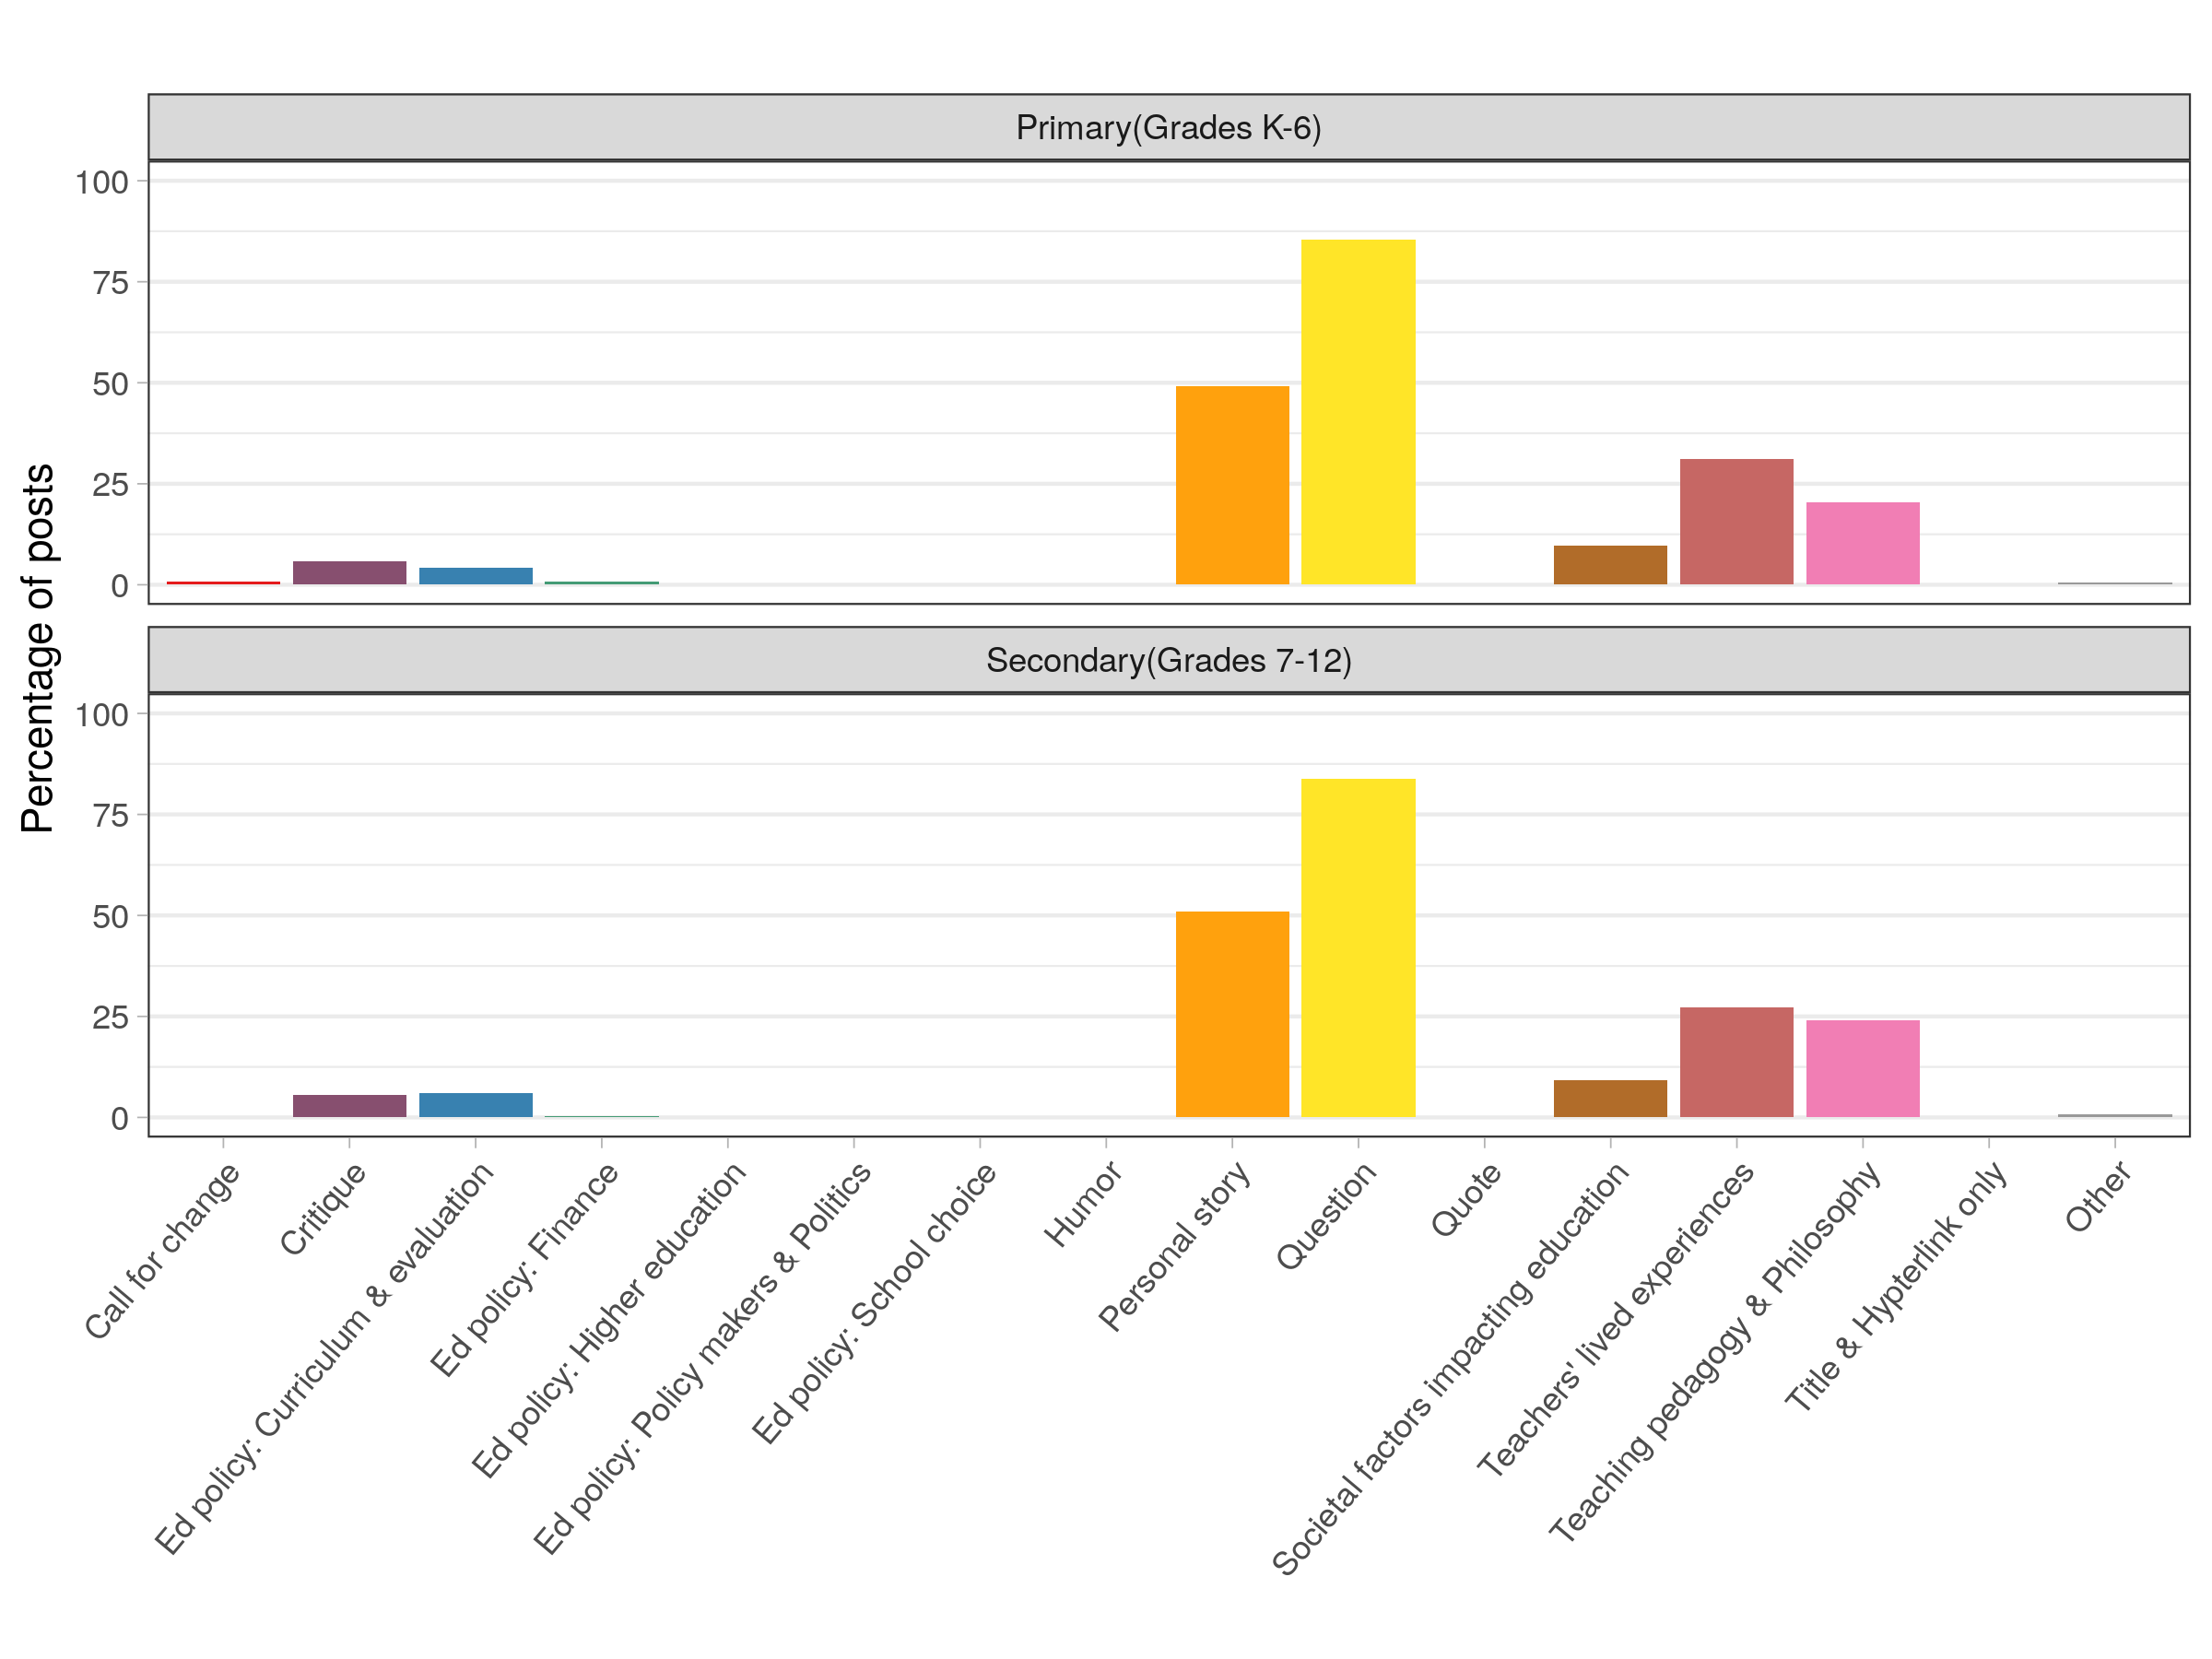 Primary(Grades K-6)
100
75
50
25
0
Percentage of posts
Secondary(Grades 7-12)
100
75
50
25
0
Call for change
Critique
Ed policy: Curriculum & evaluation
Ed policy: Finance
Ed policy: Higher education
Ed policy: Policy makers & Politics
Ed policy: School choice
Humor
Personal story
Question
Quote
Societal factors impacting education
Teachers' lived experiences
Teaching pedagogy & Philosophy
Title & Hypterlink only
Other